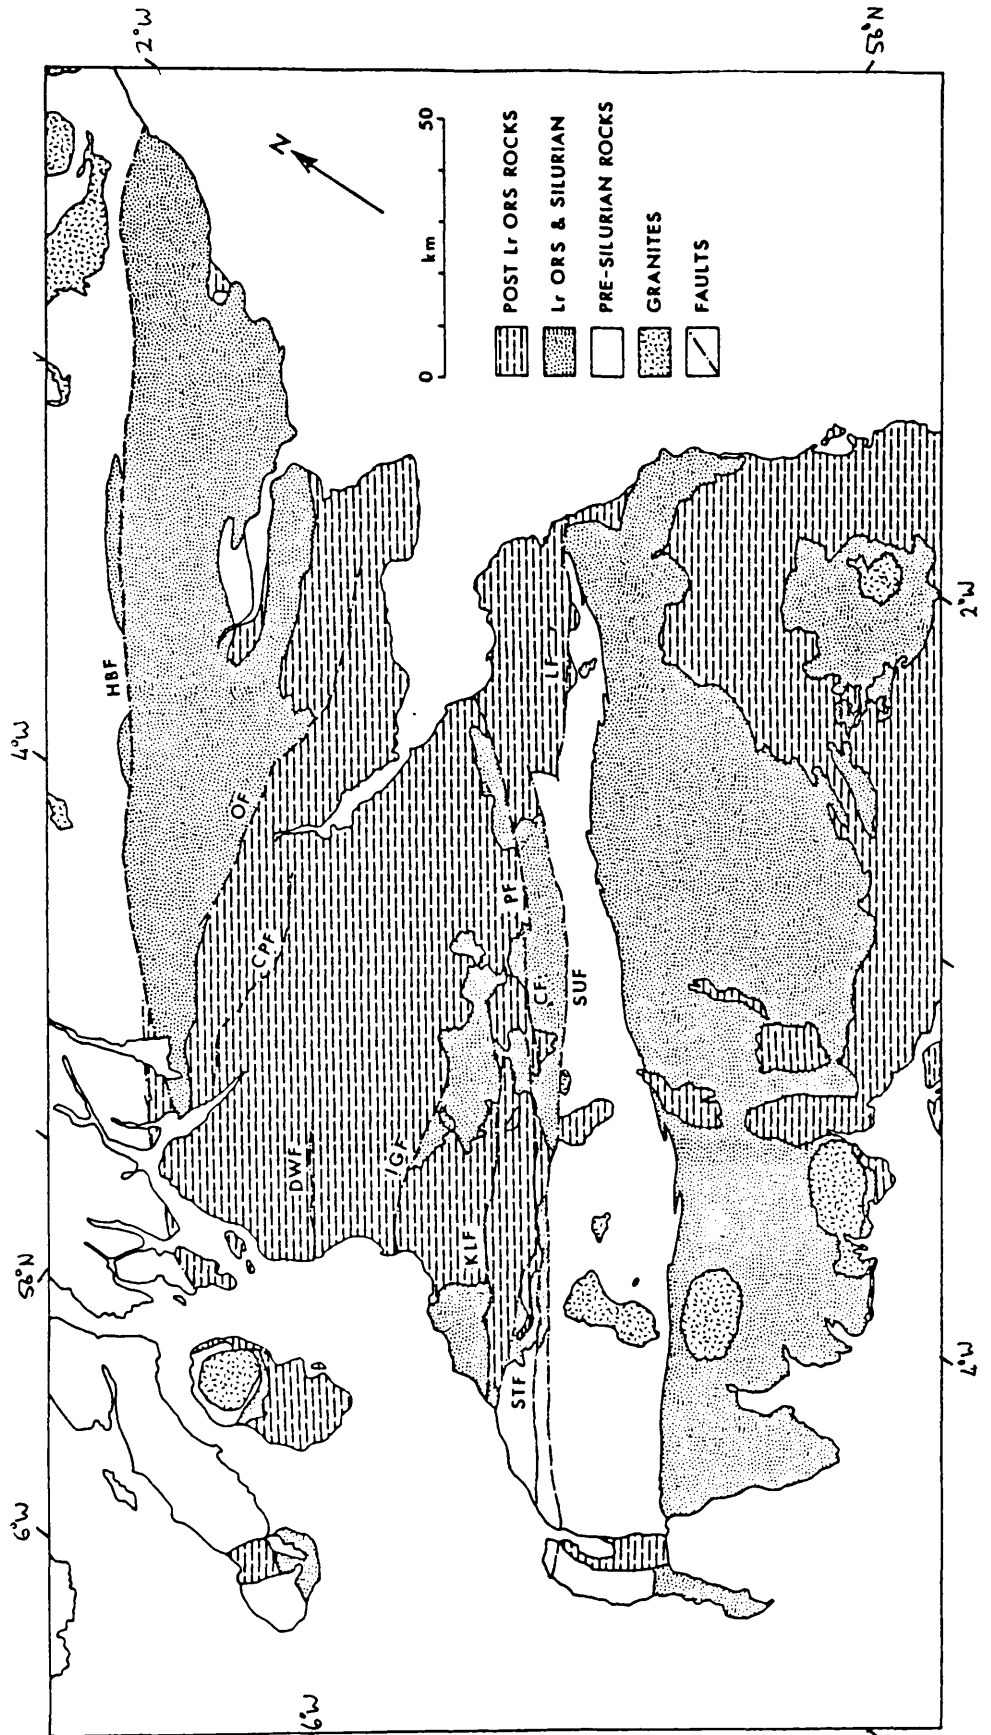 2°W
56°N
N
0 km 50
POST Lr ORS ROCKS
Lr ORS & SILURIAN
PRE-SILURIAN ROCKS
GRANITES
FAULTS
HBF
4°W
OF
CPF
DWF
IGF
KLF
STF
PF
CF
SUF
LF
2°W
56°N
4°W
6°W
6°W